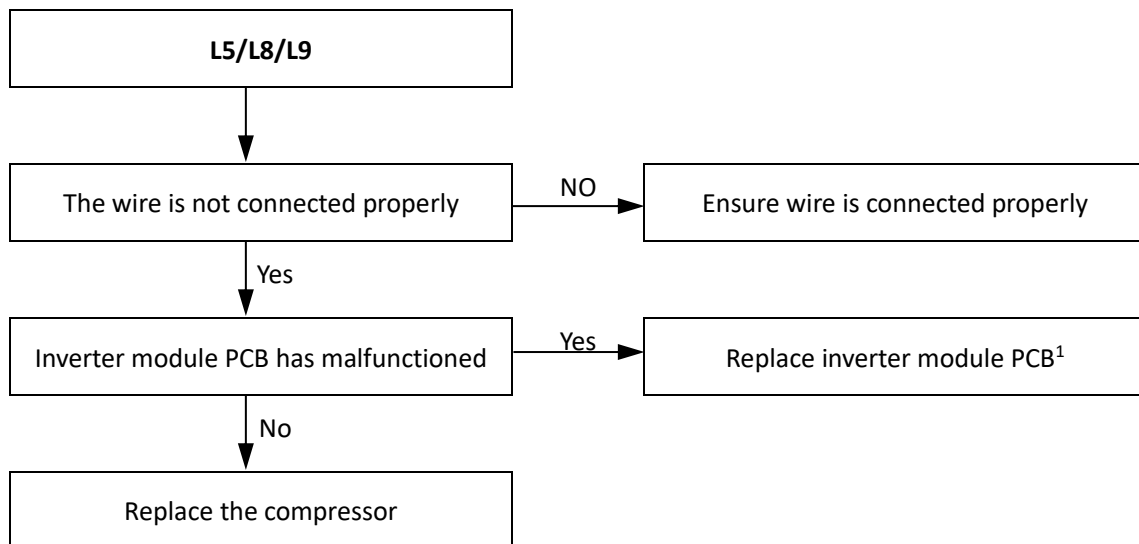 L5/L8/L9
The wire is not connected properly
NO
Ensure wire is connected properly
Yes
Inverter module PCB has malfunctioned
Yes
Replace inverter module PCB¹
No
Replace the compressor